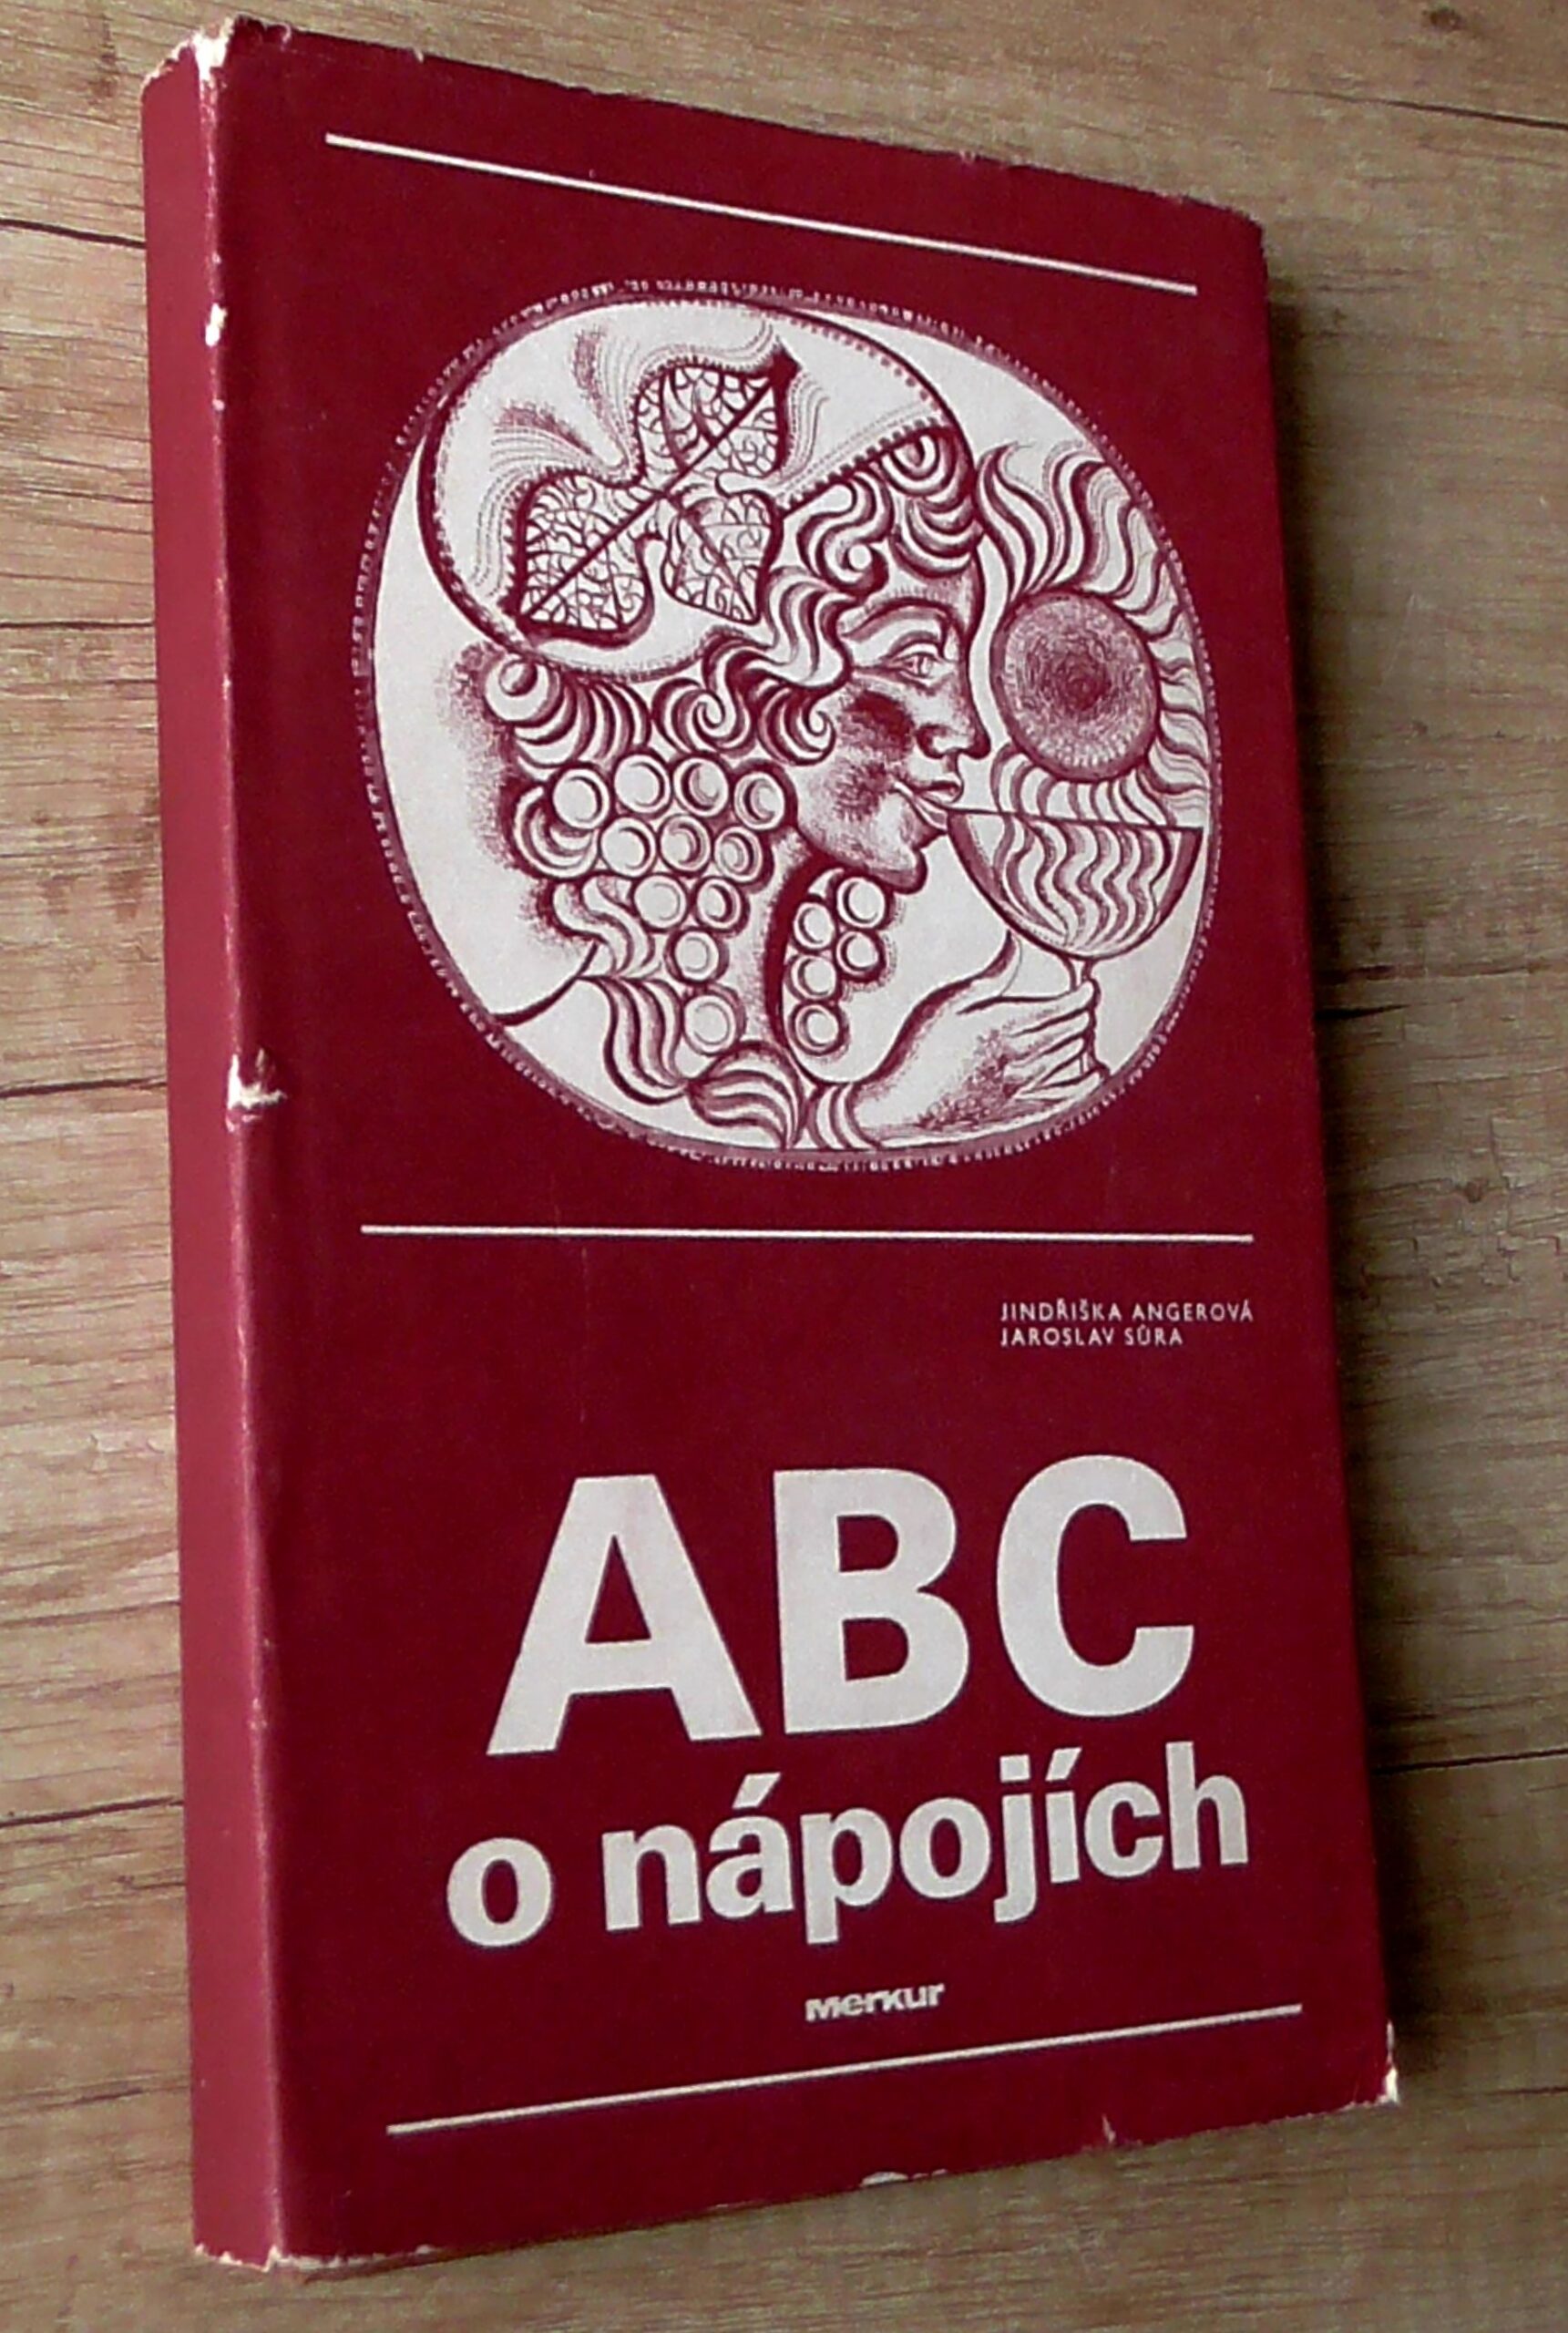 JINDŘIŠKA ANGEROVÁ
JAROSLAV SŮRA
ABC
o nápojích
Merkur